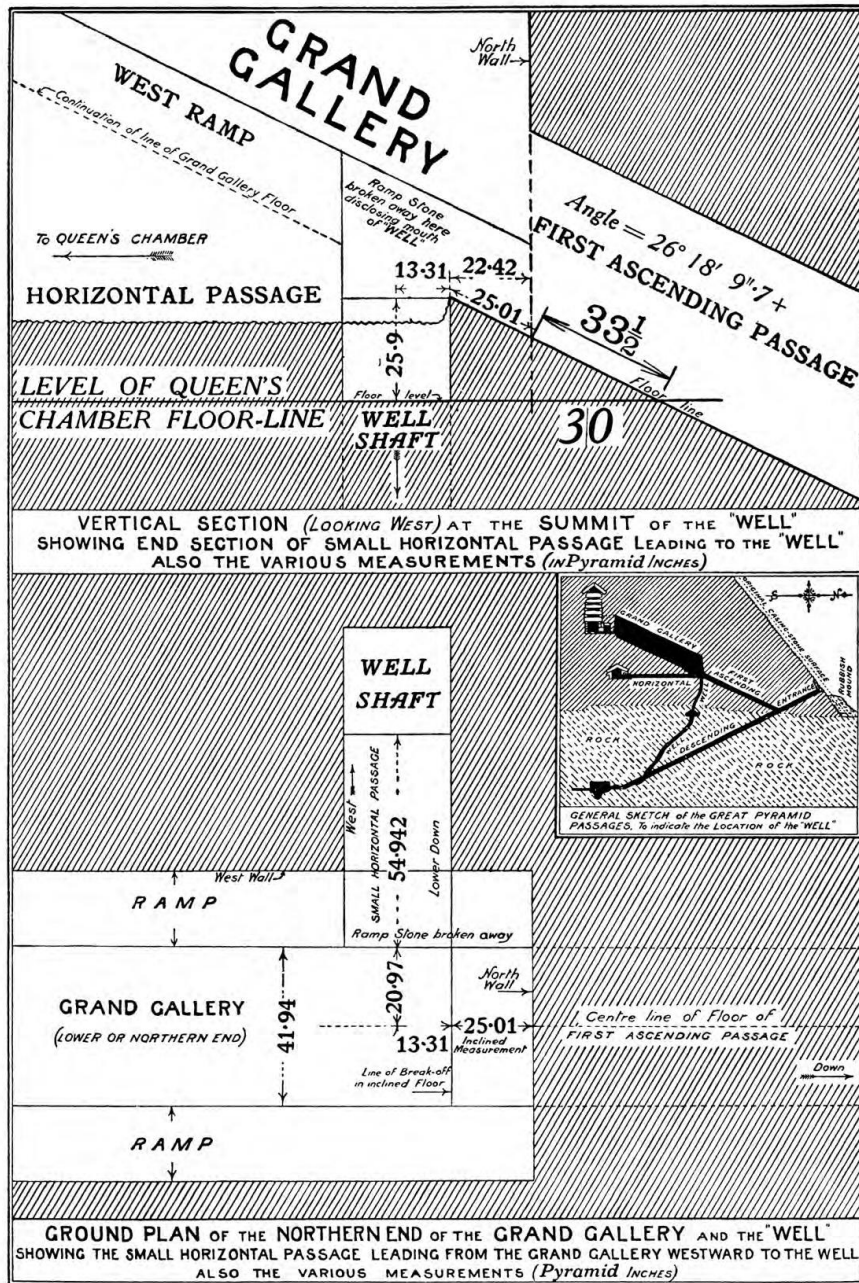 GRAND
GALLERY
North
Wall
WEST RAMP
Continuation of line of Grand Gallery Floor
Ramp Stone
broken away here
disclosing mouth
of "WELL"
Angle = 26° 18' 9"·7 +
FIRST ASCENDING PASSAGE
TO QUEEN'S CHAMBER
13·31
22·42
HORIZONTAL PASSAGE
25·01
33½
25·9
LEVEL OF QUEEN'S
CHAMBER FLOOR-LINE
Floor level
Floor line
WELL
SHAFT
30
VERTICAL SECTION (LOOKING WEST) AT THE SUMMIT OF THE "WELL"
SHOWING END SECTION OF SMALL HORIZONTAL PASSAGE LEADING TO THE "WELL"
ALSO THE VARIOUS MEASUREMENTS (IN Pyramid INCHES)
WELL
SHAFT
West
SMALL HORIZONTAL PASSAGE
54·942
Lower Down
West Wall
RAMP
Ramp Stone broken away
GRAND GALLERY
(LOWER OR NORTHERN END)
41·94
20·97
North
Wall
13·31
25·01
Inclined
Measurement
Centre line of Floor of
FIRST ASCENDING PASSAGE
Line of Break-off
in inclined Floor
Down
RAMP
S
N
ORIGINAL CASING-STONE SURFACE
GRAND GALLERY
FIRST
ASCENDING
HORIZONTAL
ENTRANCE
RUBBISH
MOUND
WELL
WELL
DESCENDING
ROCK
ROCK
GENERAL SKETCH of the GREAT PYRAMID
PASSAGES, To indicate the LOCATION of the "WELL"
GROUND PLAN OF THE NORTHERN END OF THE GRAND GALLERY AND THE "WELL"
SHOWING THE SMALL HORIZONTAL PASSAGE LEADING FROM THE GRAND GALLERY WESTWARD TO THE WELL
ALSO THE VARIOUS MEASUREMENTS (Pyramid INCHES)